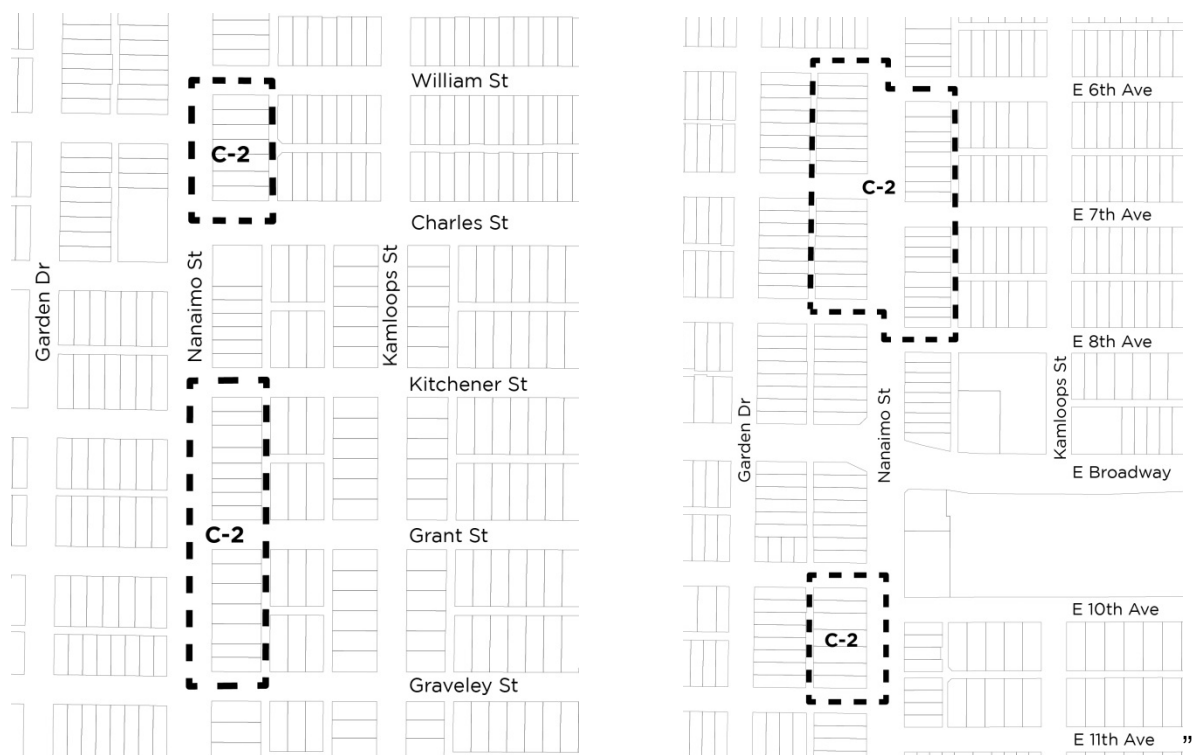 William St
C-2
Charles St
Garden Dr
Nanaimo St
Kamloops St
Kitchener St
C-2
Grant St
Graveley St
E 6th Ave
C-2
E 7th Ave
E 8th Ave
Garden Dr
Nanaimo St
Kamloops St
E Broadway
E 10th Ave
C-2
E 11th Ave ”